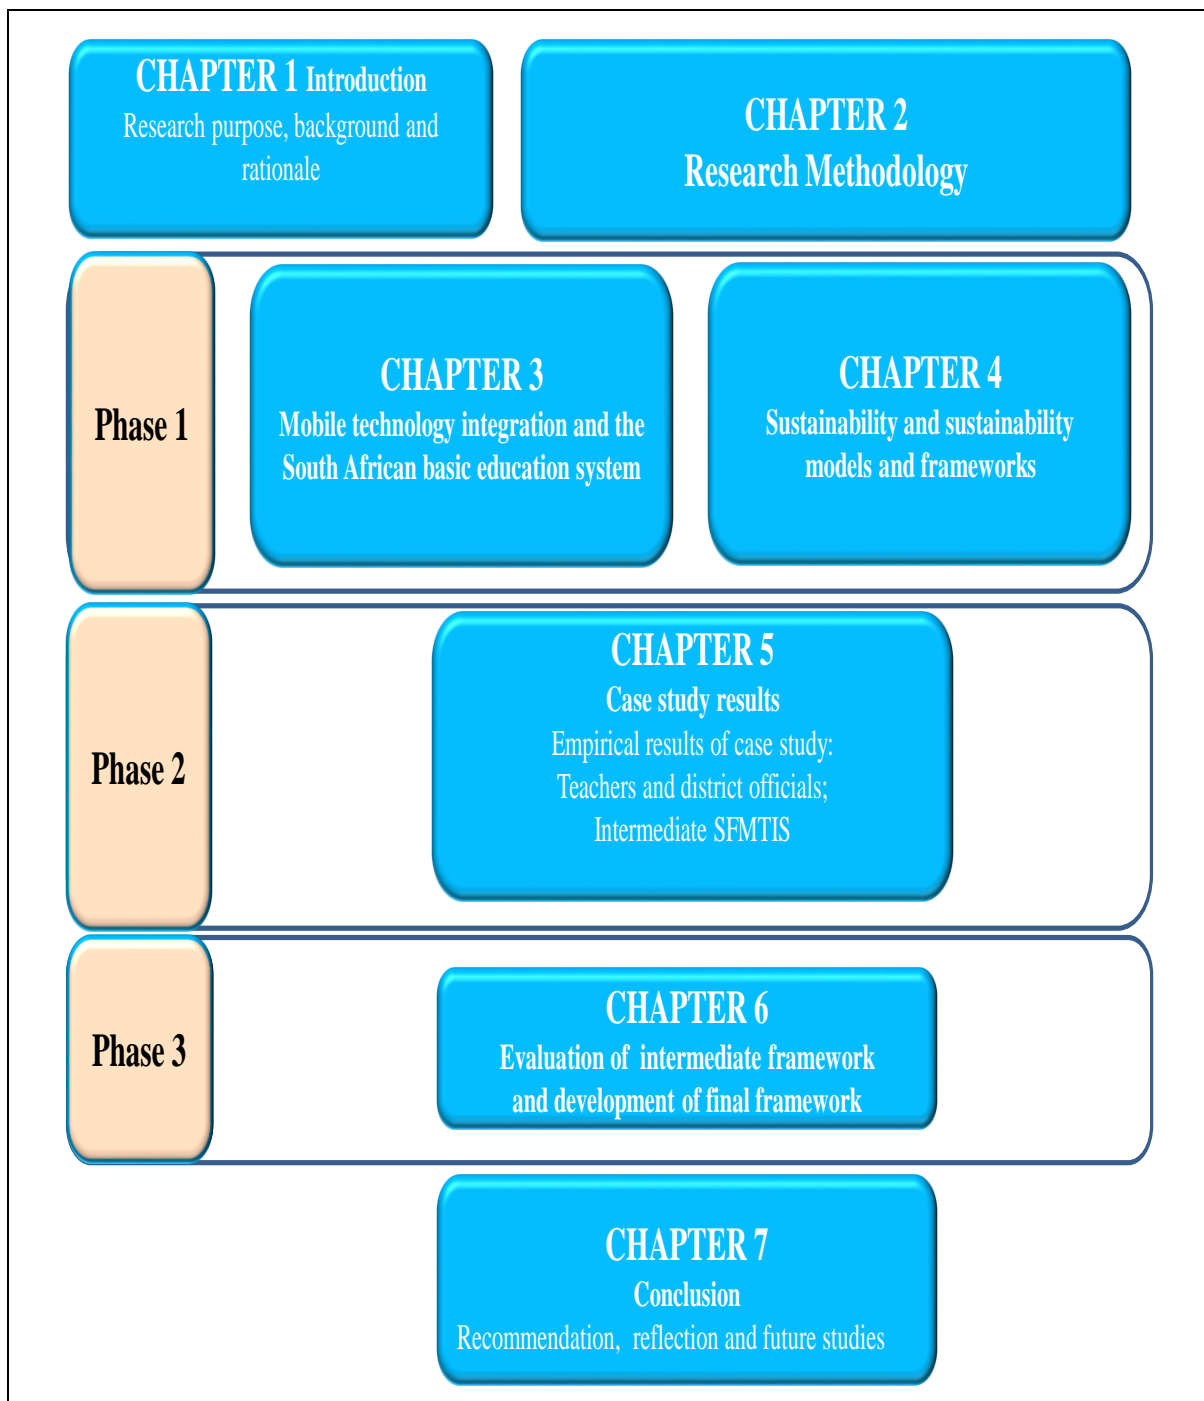 CHAPTER 1 Introduction
Research purpose, background and
rationale
CHAPTER 2
Research Methodology
Phase 1
CHAPTER 3
Mobile technology integration and the
South African basic education system
CHAPTER 4
Sustainability and sustainability
models and frameworks
Phase 2
CHAPTER 5
Case study results
Empirical results of case study:
Teachers and district officials;
Intermediate SFMTIS
Phase 3
CHAPTER 6
Evaluation of intermediate framework
and development of final framework
CHAPTER 7
Conclusion
Recommendation, reflection and future studies